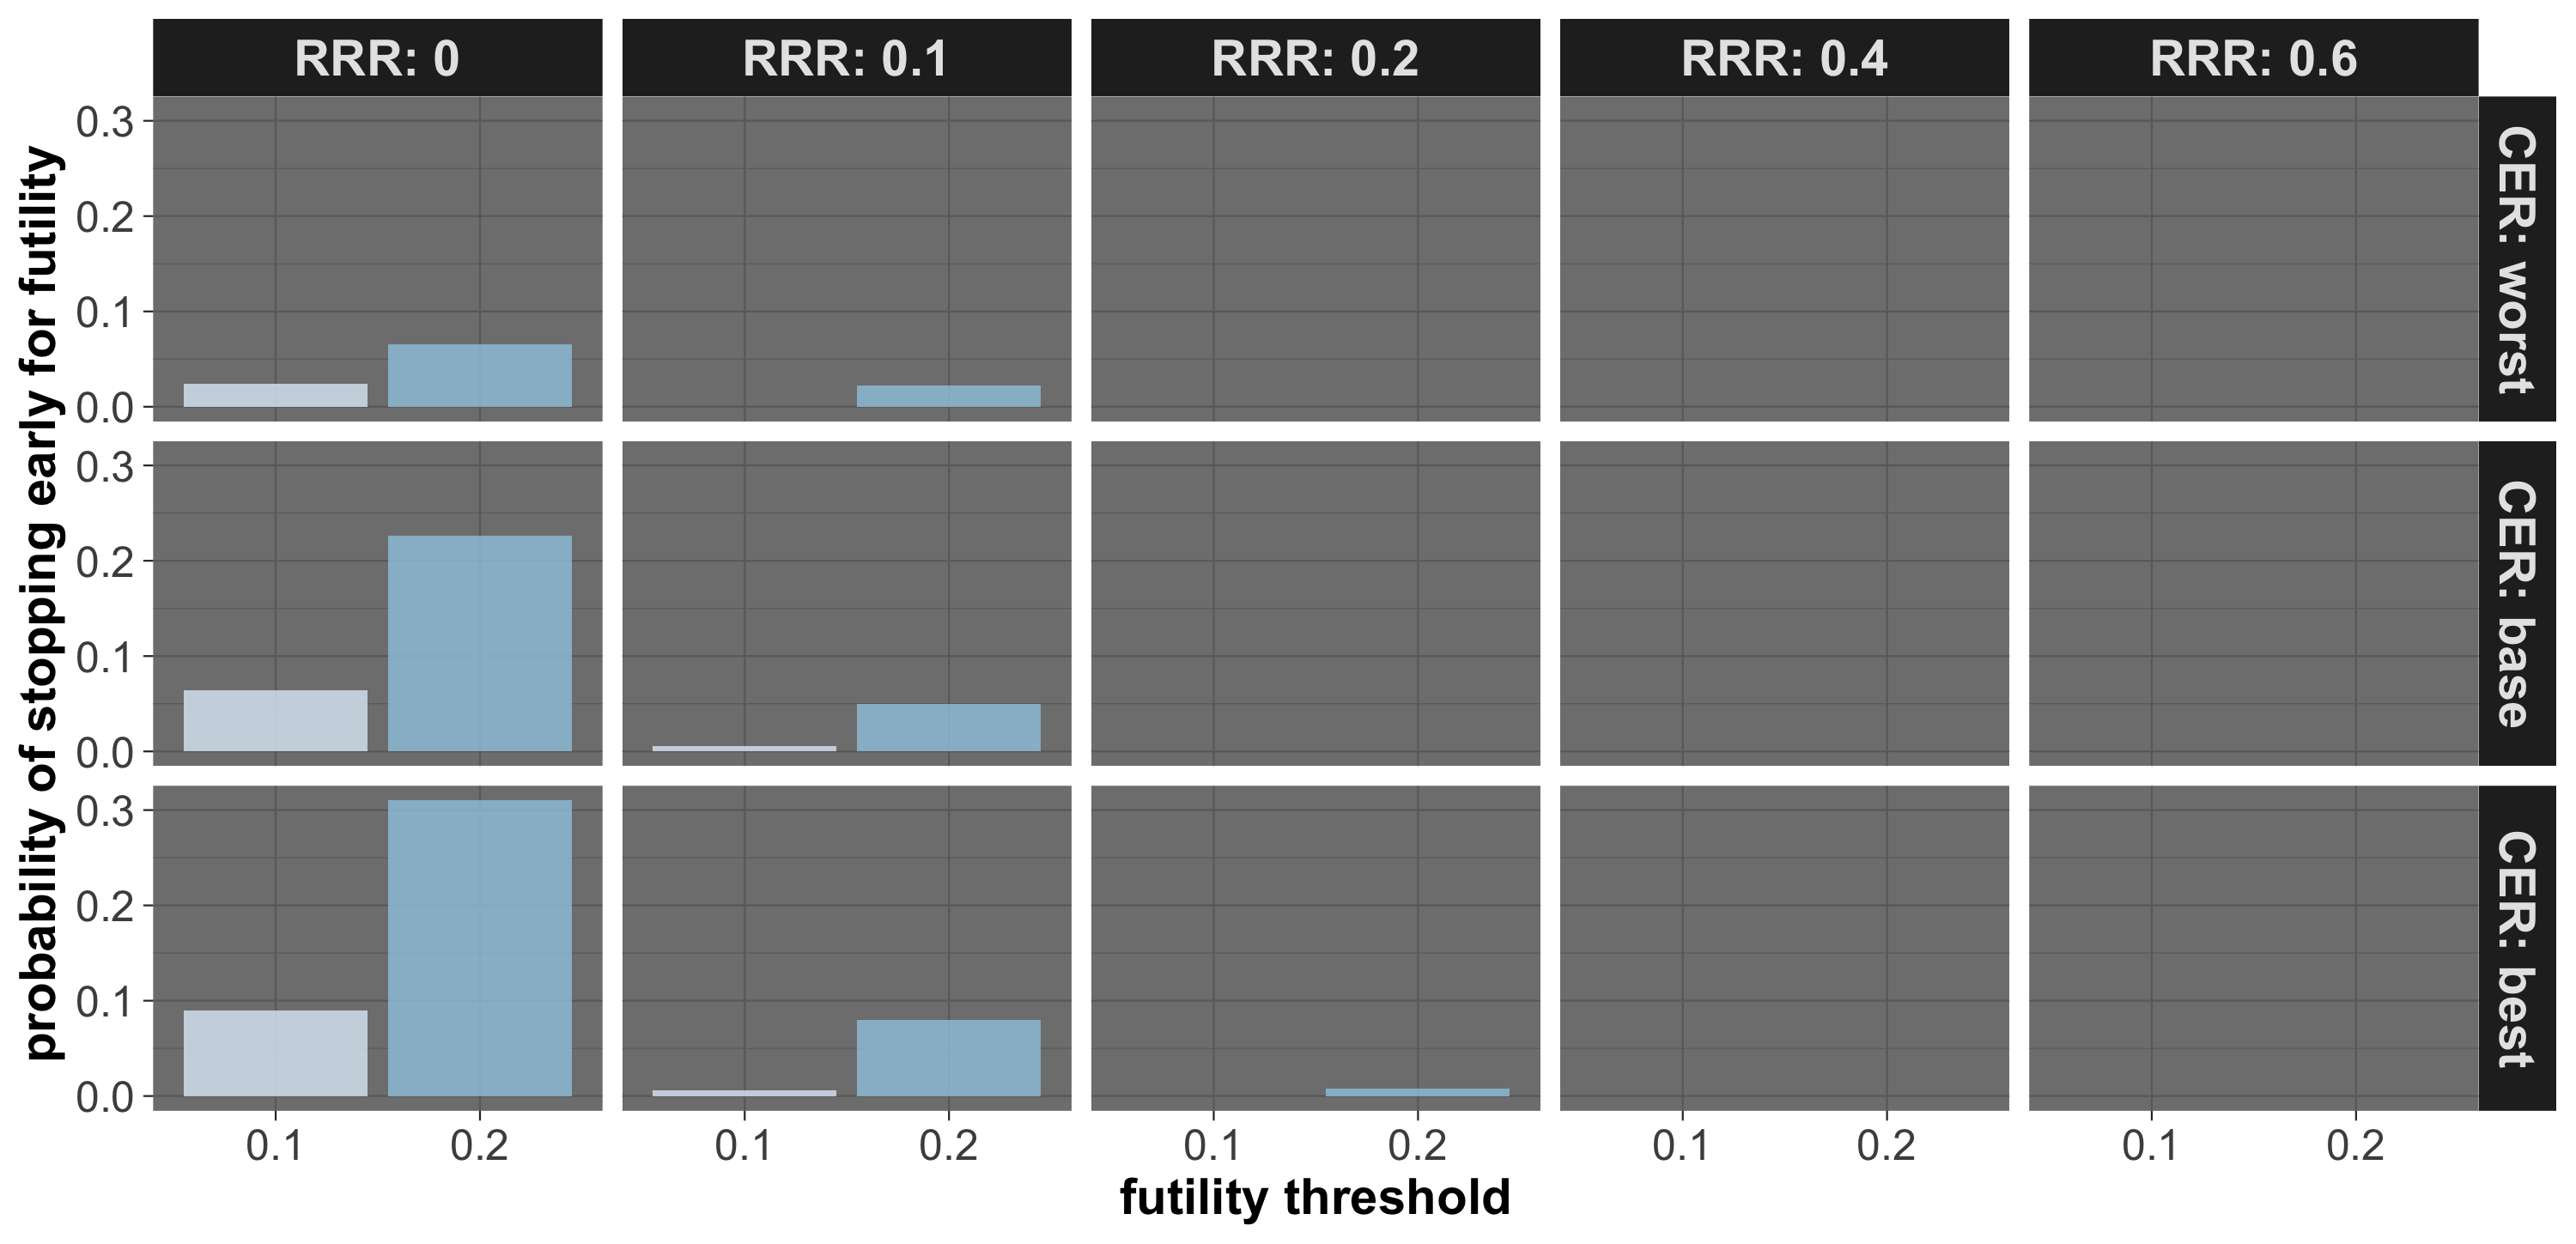 RRR: 0
RRR: 0.1
RRR: 0.2
RRR: 0.4
RRR: 0.6
probability of stopping early for futility
0.3
0.2
0.1
0.0
CER: worst
0.3
0.2
0.1
0.0
CER: base
0.3
0.2
0.1
0.0
CER: best
0.1 0.2 0.1 0.2 0.1 0.2 0.1 0.2 0.1 0.2
futility threshold